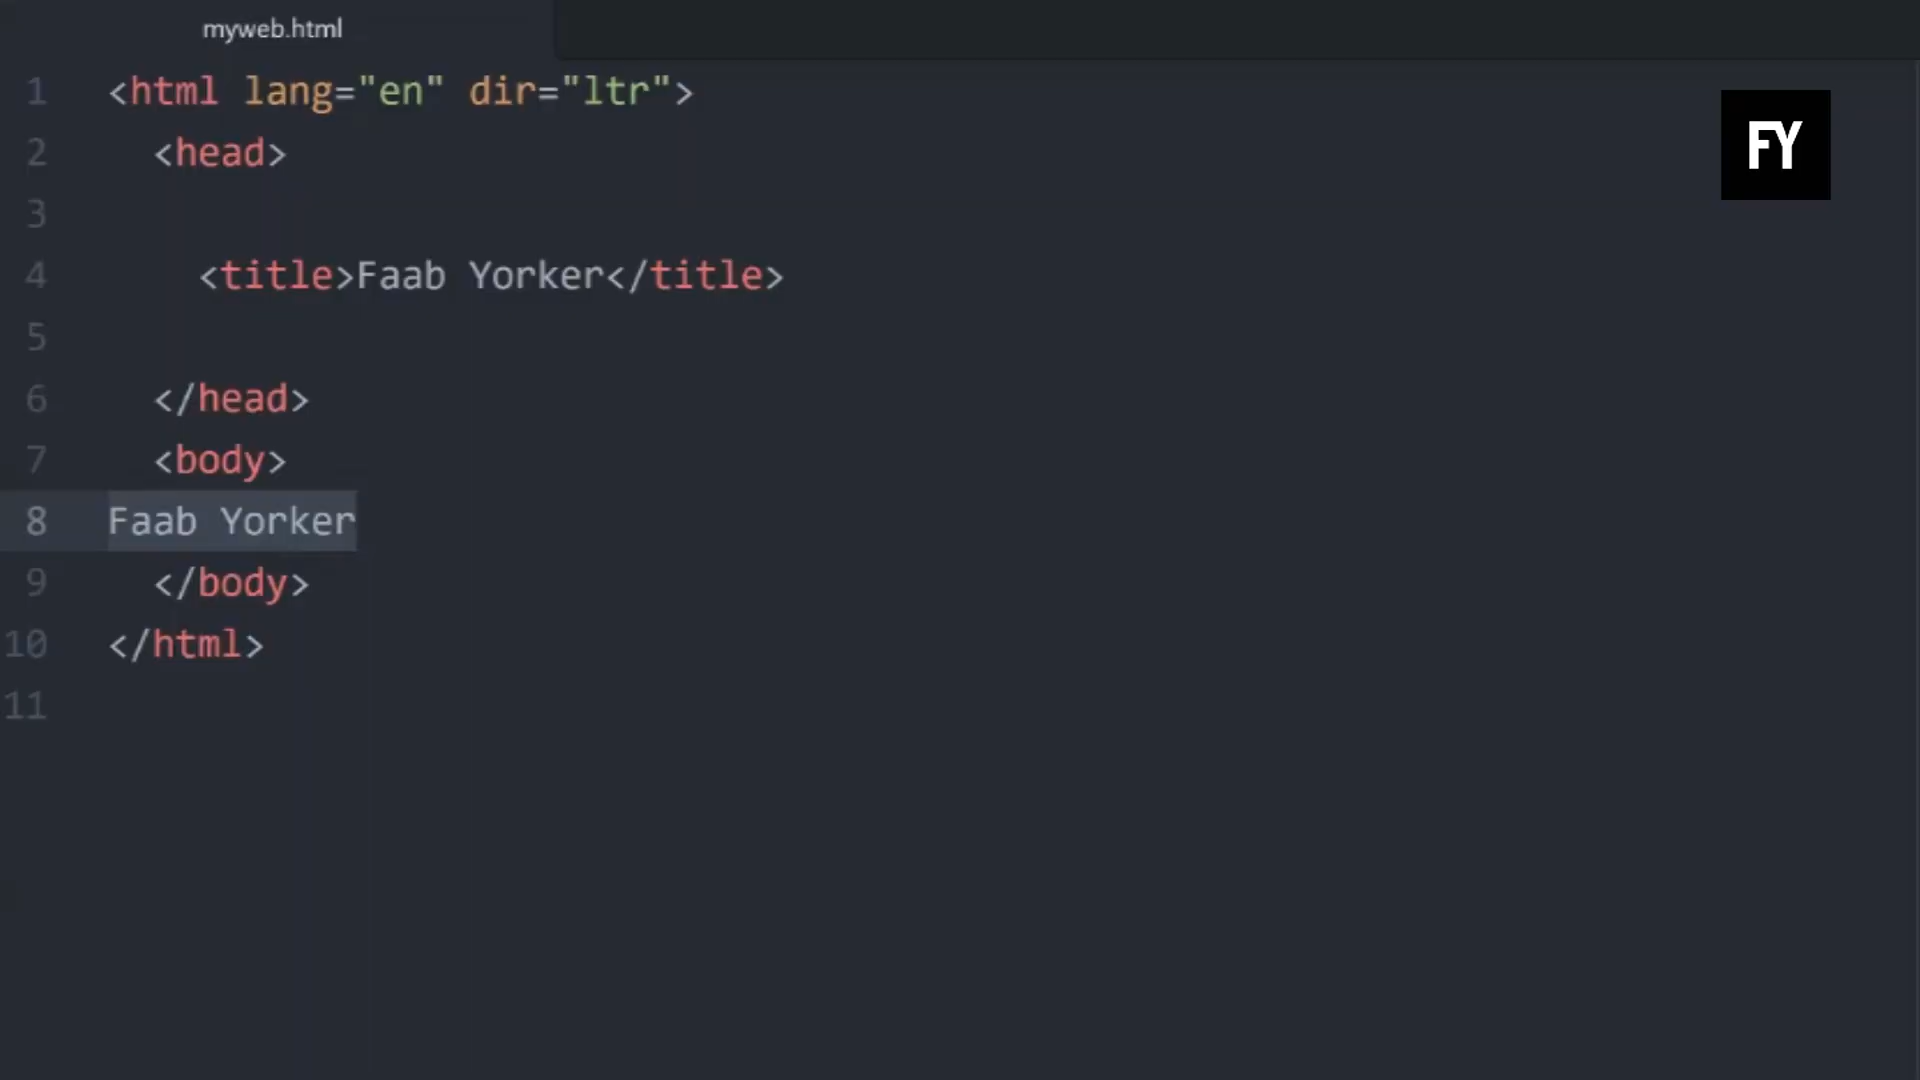 myweb.html
1 <html lang="en" dir="ltr">
FY
2 <head>
3
4 <title>Faab Yorker</title>
5
6 </head>
7 <body>
8 Faab Yorker
9 </body>
10 </html>
11